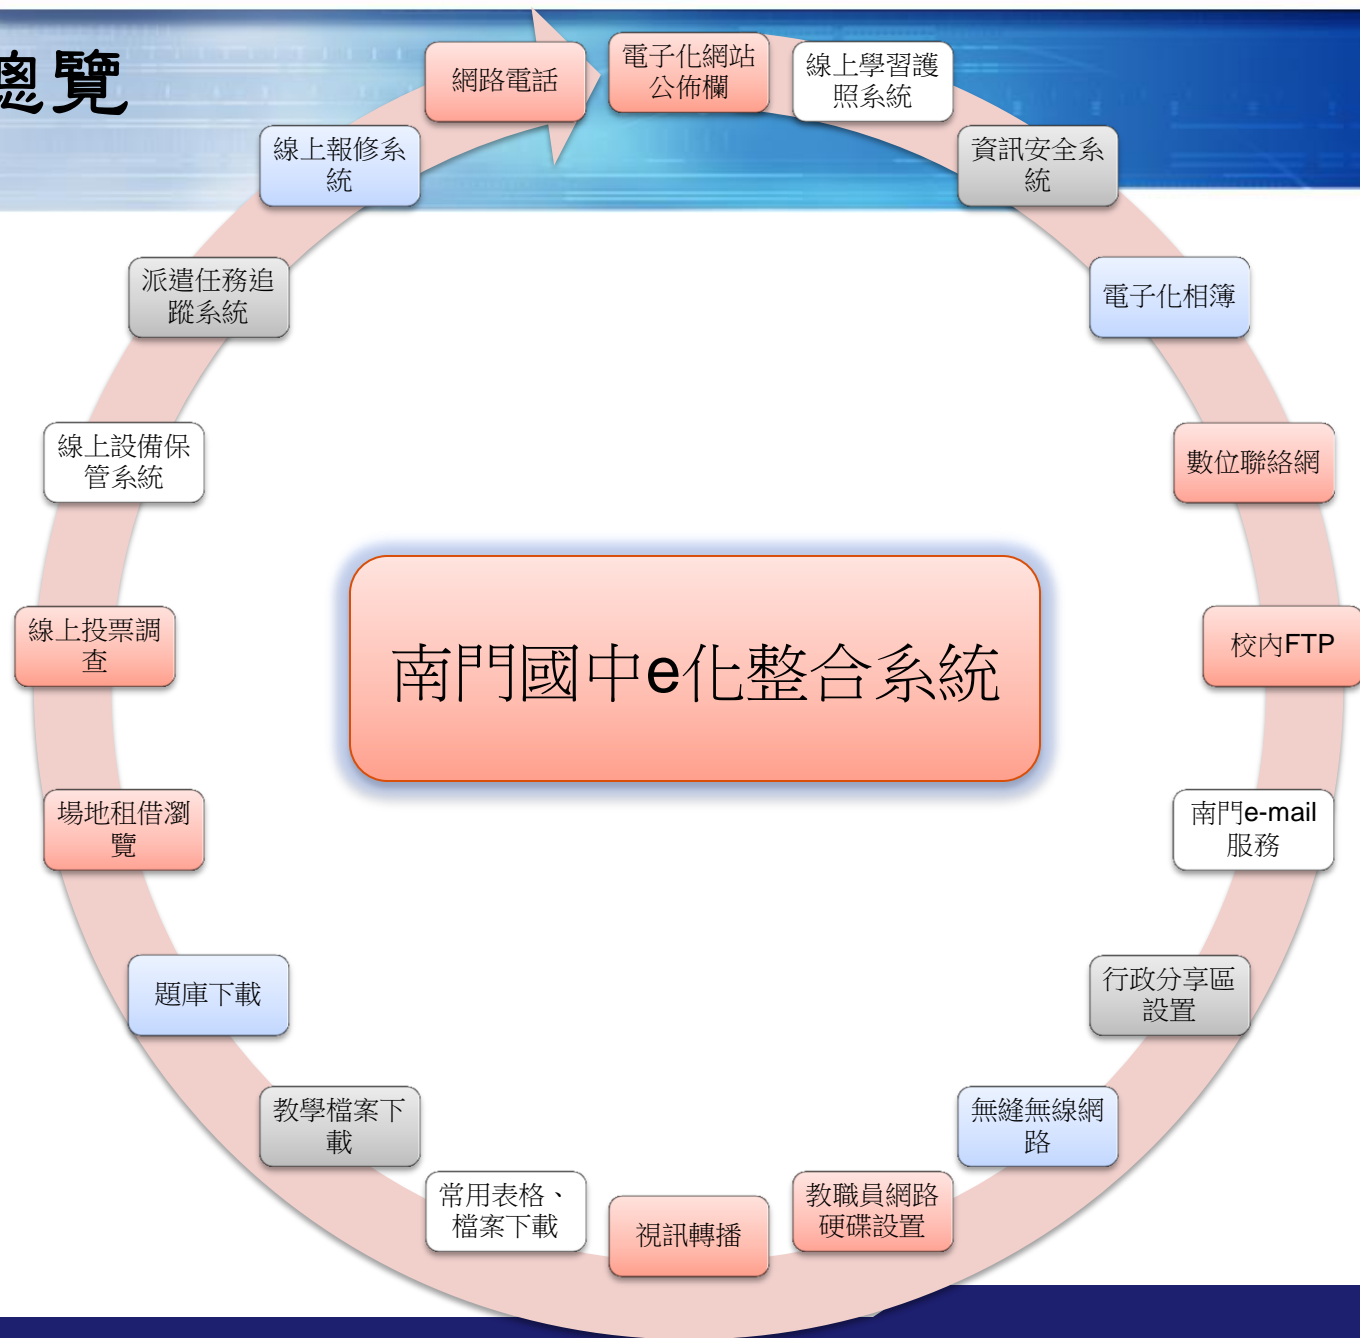 總覽
網路電話
電子化網站
公佈欄
線上學習護
照系統
資訊安全系
統
電子化相簿
數位聯絡網
校內FTP
南門e-mail
服務
行政分享區
設置
無縫無線網
路
教職員網路
硬碟設置
視訊轉播
常用表格、
檔案下載
教學檔案下
載
題庫下載
場地租借瀏
覽
線上投票調
查
線上設備保
管系統
派遣任務追
蹤系統
線上報修系
統
南門國中e化整合系統